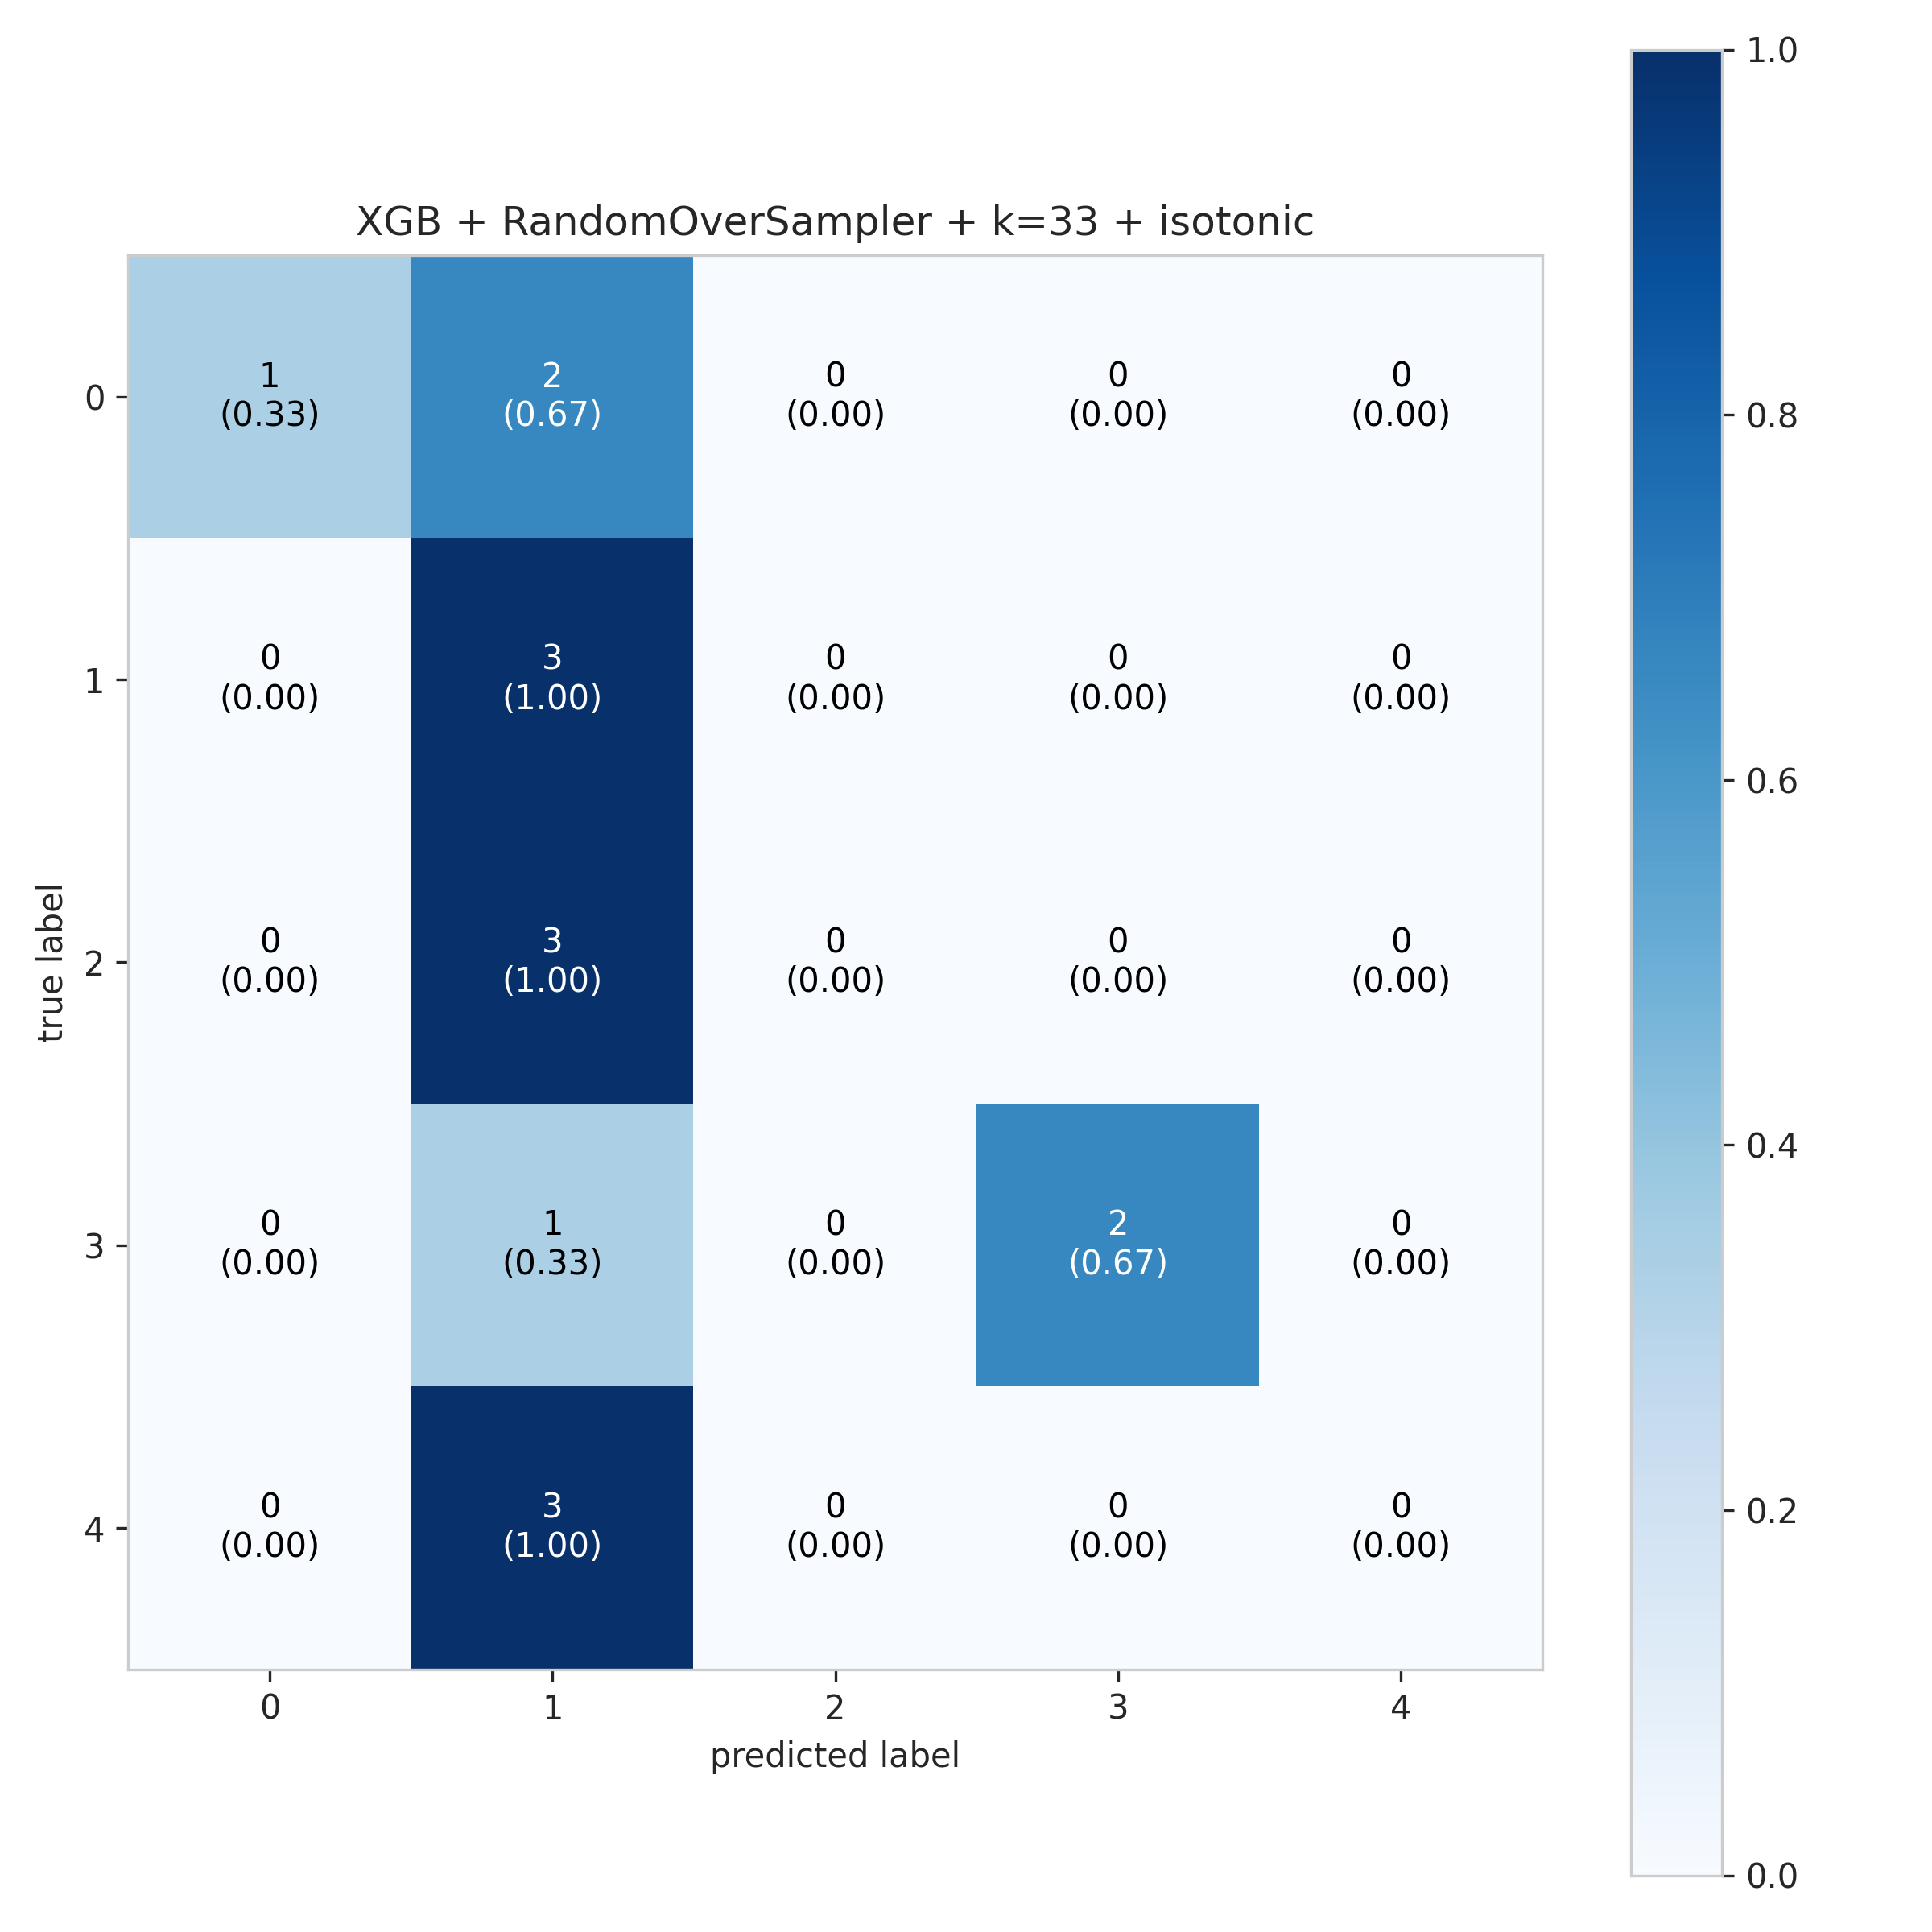 XGB + RandomOverSampler + k=33 + isotonic
1.0
0.8
0.6
0.4
0.2
0.0
true label
0
1
2
3
4
1 2 0 0 0
(0.33) (0.67) (0.00) (0.00) (0.00)
0 3 0 0 0
(0.00) (1.00) (0.00) (0.00) (0.00)
0 3 0 0 0
(0.00) (1.00) (0.00) (0.00) (0.00)
0 1 0 2 0
(0.00) (0.33) (0.00) (0.67) (0.00)
0 3 0 0 0
(0.00) (1.00) (0.00) (0.00) (0.00)
0 1 2 3 4
predicted label